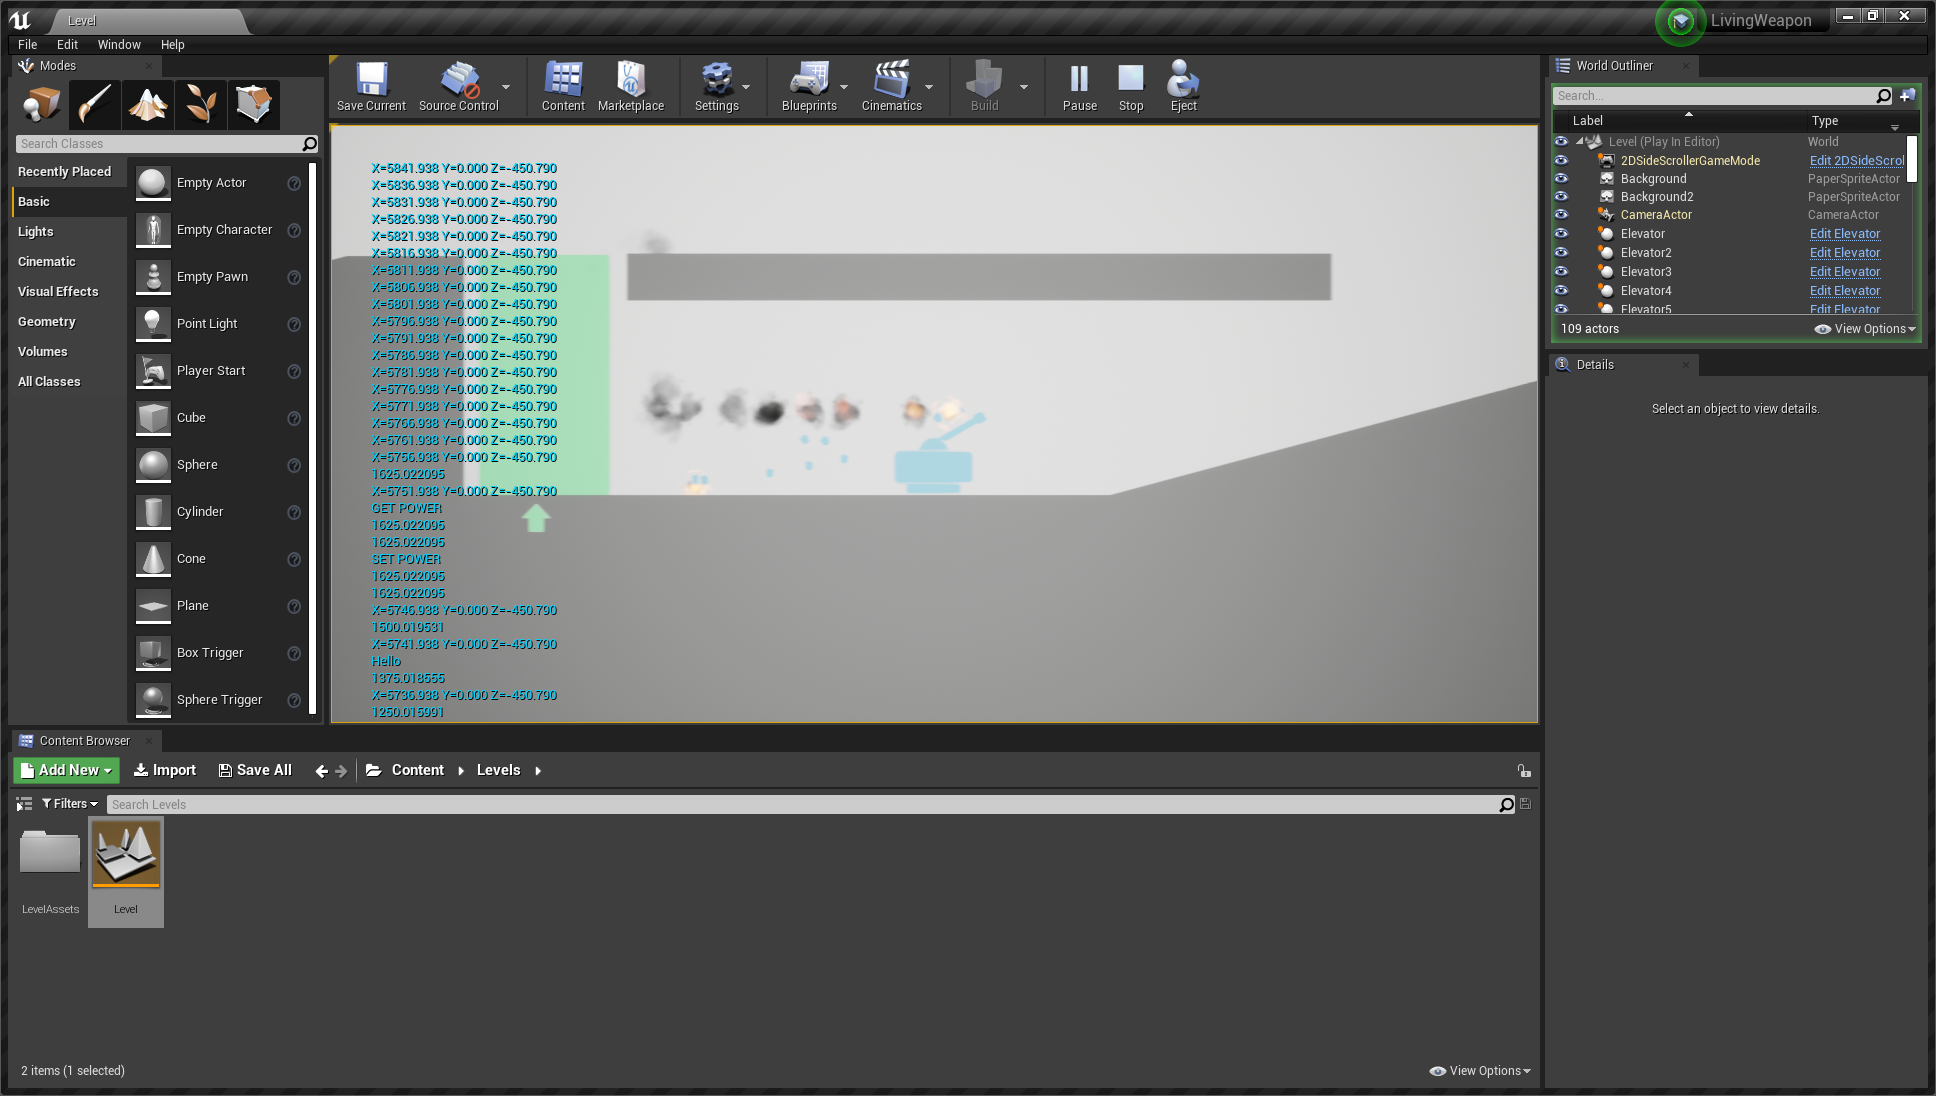 Level
LivingWeapon
File Edit Window Help
Modes
Search Classes
Recently Placed
Basic
Lights
Cinematic
Visual Effects
Geometry
Volumes
All Classes
Empty Actor
Empty Character
Empty Pawn
Point Light
Player Start
Cube
Sphere
Cylinder
Cone
Plane
Box Trigger
Sphere Trigger
Save Current Source Control Content Marketplace Settings Blueprints Cinematics Build Pause Stop Eject
X=5841.938 Y=0.000 Z=-450.790
X=5836.938 Y=0.000 Z=-450.790
X=5831.938 Y=0.000 Z=-450.790
X=5826.938 Y=0.000 Z=-450.790
X=5821.938 Y=0.000 Z=-450.790
X=5816.938 Y=0.000 Z=-450.790
X=5811.938 Y=0.000 Z=-450.790
X=5806.938 Y=0.000 Z=-450.790
X=5801.938 Y=0.000 Z=-450.790
X=5796.938 Y=0.000 Z=-450.790
X=5791.938 Y=0.000 Z=-450.790
X=5786.938 Y=0.000 Z=-450.790
X=5781.938 Y=0.000 Z=-450.790
X=5776.938 Y=0.000 Z=-450.790
X=5771.938 Y=0.000 Z=-450.790
X=5766.938 Y=0.000 Z=-450.790
X=5761.938 Y=0.000 Z=-450.790
X=5756.938 Y=0.000 Z=-450.790
1625.022095
X=5751.938 Y=0.000 Z=-450.790
GET POWER
1625.022095
1625.022095
SET POWER
1625.022095
1625.022095
X=5746.938 Y=0.000 Z=-450.790
1500.019531
X=5741.938 Y=0.000 Z=-450.790
Hello
1375.018555
X=5736.938 Y=0.000 Z=-450.790
1250.015991
World Outliner
Search...
Label Type
Level (Play In Editor) World
2DSideScrollerGameMode Edit 2DSideScrol
Background PaperSpriteActor
Background2 PaperSpriteActor
CameraActor CameraActor
Elevator Edit Elevator
Elevator2 Edit Elevator
Elevator3 Edit Elevator
Elevator4 Edit Elevator
Elevator5 Edit Elevator
109 actors View Options
Details
Select an object to view details.
Content Browser
Add New Import Save All Content Levels
Filters Search Levels
LevelAssets Level
2 items (1 selected) View Options